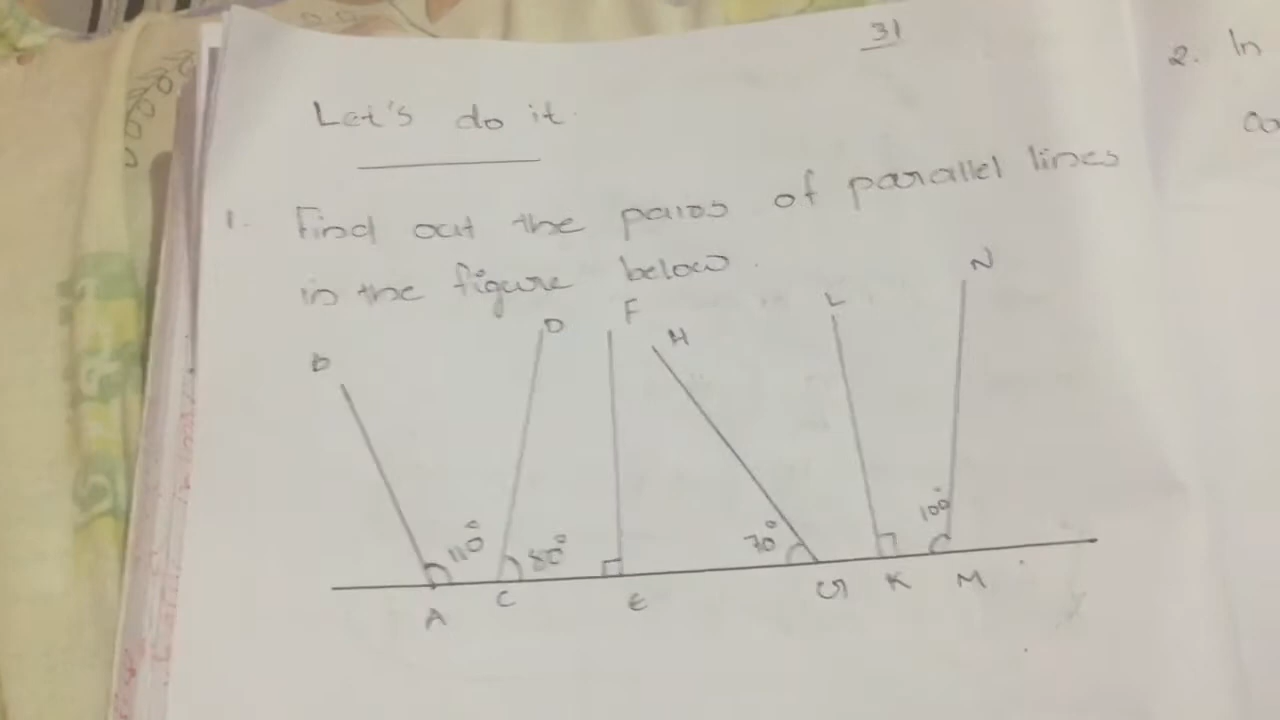 31
Let's do it.
1. Find out the pairs of parallel lines
in the figure below.
D F H L N
110° 80° 70° 100°
A C E G K M
2. In